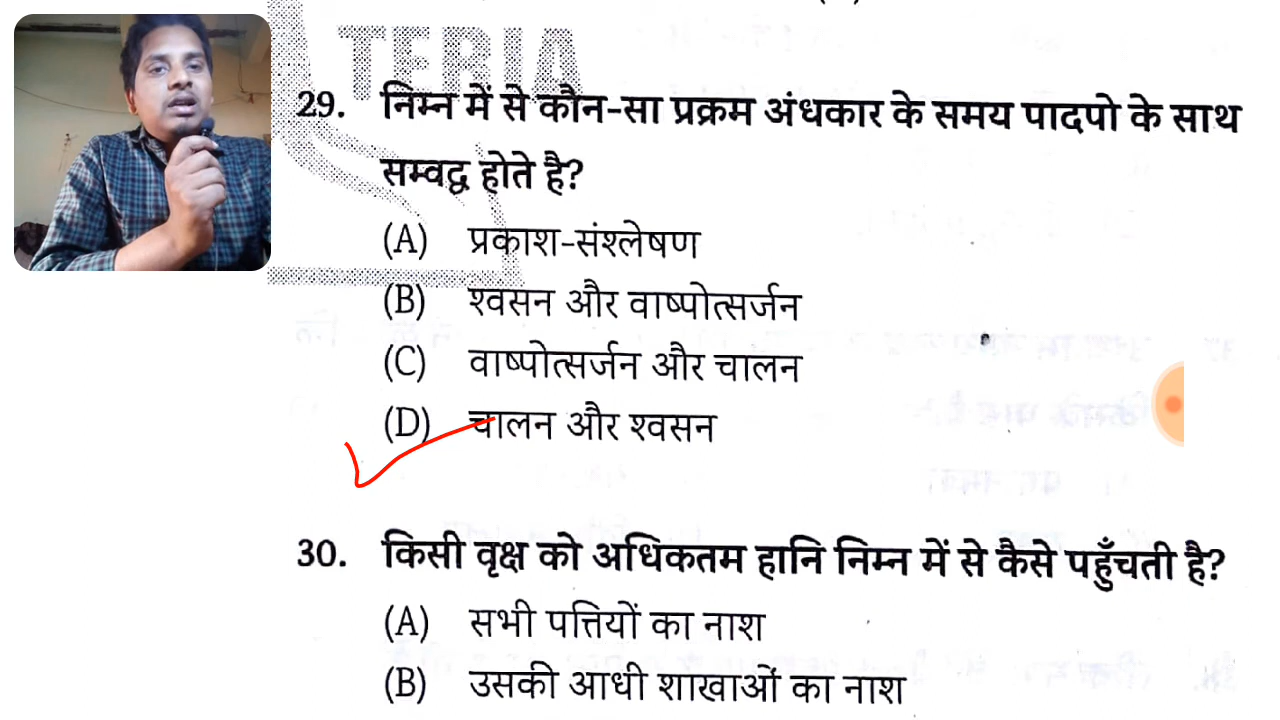 TERIA
29. निम्न में से कौन-सा प्रक्रम अंधकार के समय पादपो के साथ
सम्वद्ध होते है?
(A) प्रकाश-संश्लेषण
(B) श्वसन और वाष्पोत्सर्जन
(C) वाष्पोत्सर्जन और चालन
(D) चालन और श्वसन
30. किसी वृक्ष को अधिकतम हानि निम्न में से कैसे पहुँचती है?
(A) सभी पत्तियों का नाश
(B) उसकी आधी शाखाओं का नाश